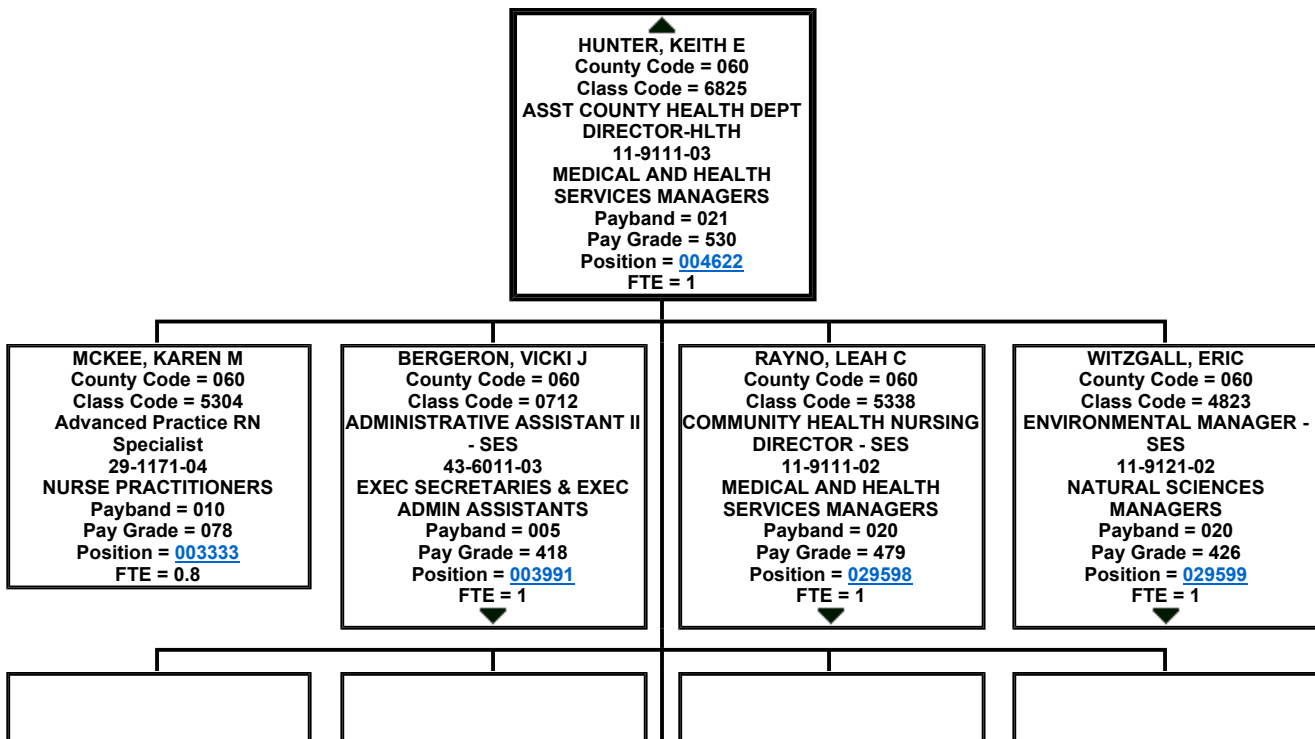 HUNTER, KEITH E
County Code = 060
Class Code = 6825
ASST COUNTY HEALTH DEPT
DIRECTOR-HLTH
11-9111-03
MEDICAL AND HEALTH
SERVICES MANAGERS
Payband = 021
Pay Grade = 530
Position = 004622
FTE = 1
MCKEE, KAREN M
County Code = 060
Class Code = 5304
Advanced Practice RN
Specialist
29-1171-04
NURSE PRACTITIONERS
Payband = 010
Pay Grade = 078
Position = 003333
FTE = 0.8
BERGERON, VICKI J
County Code = 060
Class Code = 0712
ADMINISTRATIVE ASSISTANT II
- SES
43-6011-03
EXEC SECRETARIES & EXEC
ADMIN ASSISTANTS
Payband = 005
Pay Grade = 418
Position = 003991
FTE = 1
RAYNO, LEAH C
County Code = 060
Class Code = 5338
COMMUNITY HEALTH NURSING
DIRECTOR - SES
11-9111-02
MEDICAL AND HEALTH
SERVICES MANAGERS
Payband = 020
Pay Grade = 479
Position = 029598
FTE = 1
WITZGALL, ERIC
County Code = 060
Class Code = 4823
ENVIRONMENTAL MANAGER -
SES
11-9121-02
NATURAL SCIENCES
MANAGERS
Payband = 020
Pay Grade = 426
Position = 029599
FTE = 1